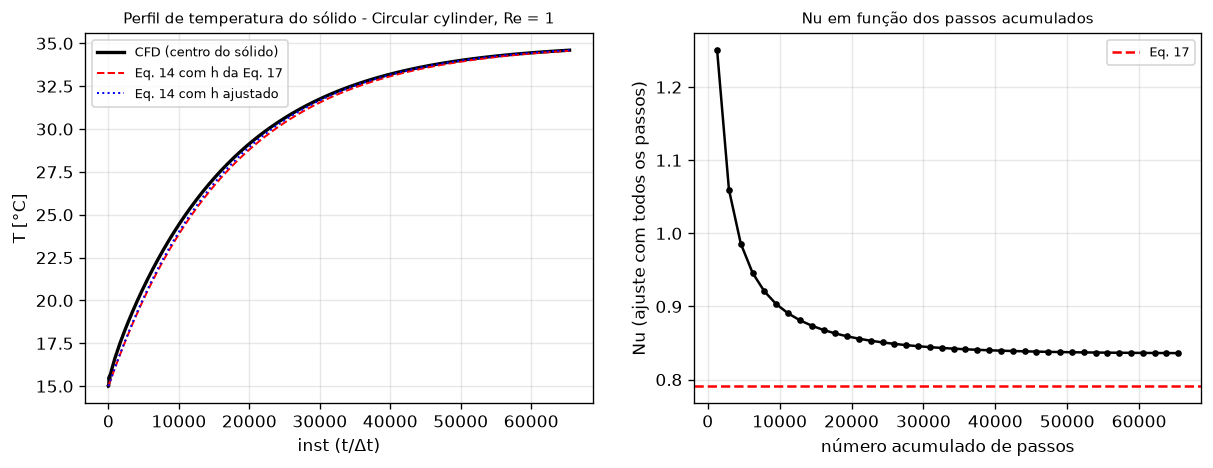 Perfil de temperatura do sólido - Circular cylinder, Re = 1
35.0
32.5
30.0
27.5
25.0
22.5
20.0
17.5
15.0
T [°C]
CFD (centro do sólido)
Eq. 14 com h da Eq. 17
Eq. 14 com h ajustado
0 10000 20000 30000 40000 50000 60000
inst (t/Δt)
Nu em função dos passos acumulados
1.2
1.1
1.0
0.9
0.8
Nu (ajuste com todos os passos)
Eq. 17
0 10000 20000 30000 40000 50000 60000
número acumulado de passos